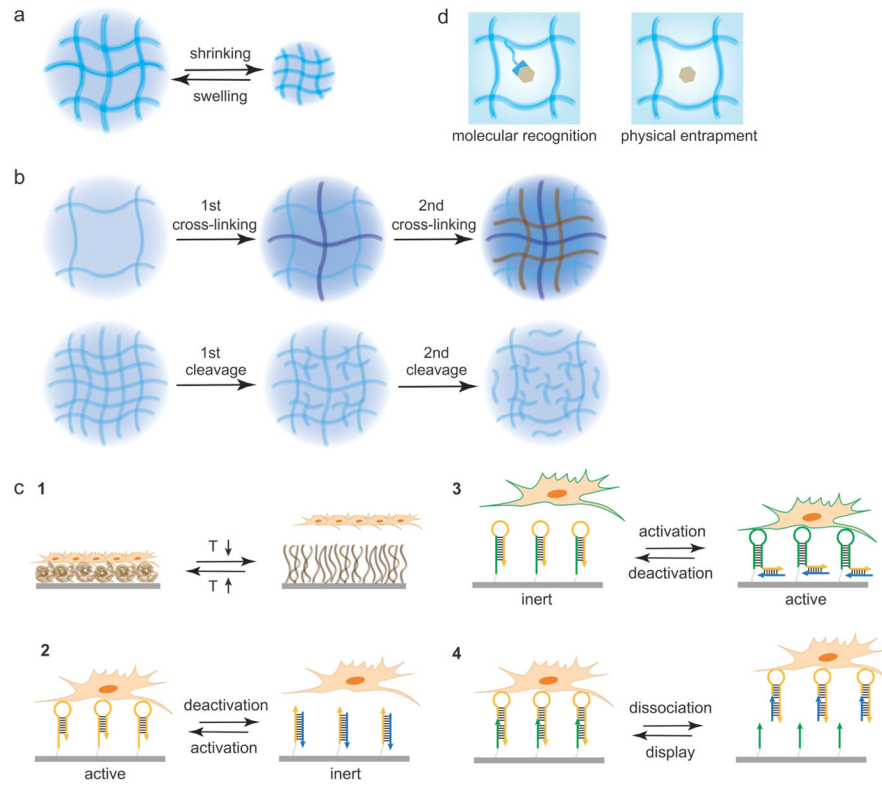 a
shrinking
swelling
d
molecular recognition
physical entrapment
b
1st
cross-linking
2nd
cross-linking
1st
cleavage
2nd
cleavage
c
1
T ↓
T ↑
3
activation
deactivation
inert
active
2
deactivation
activation
active
inert
4
dissociation
display